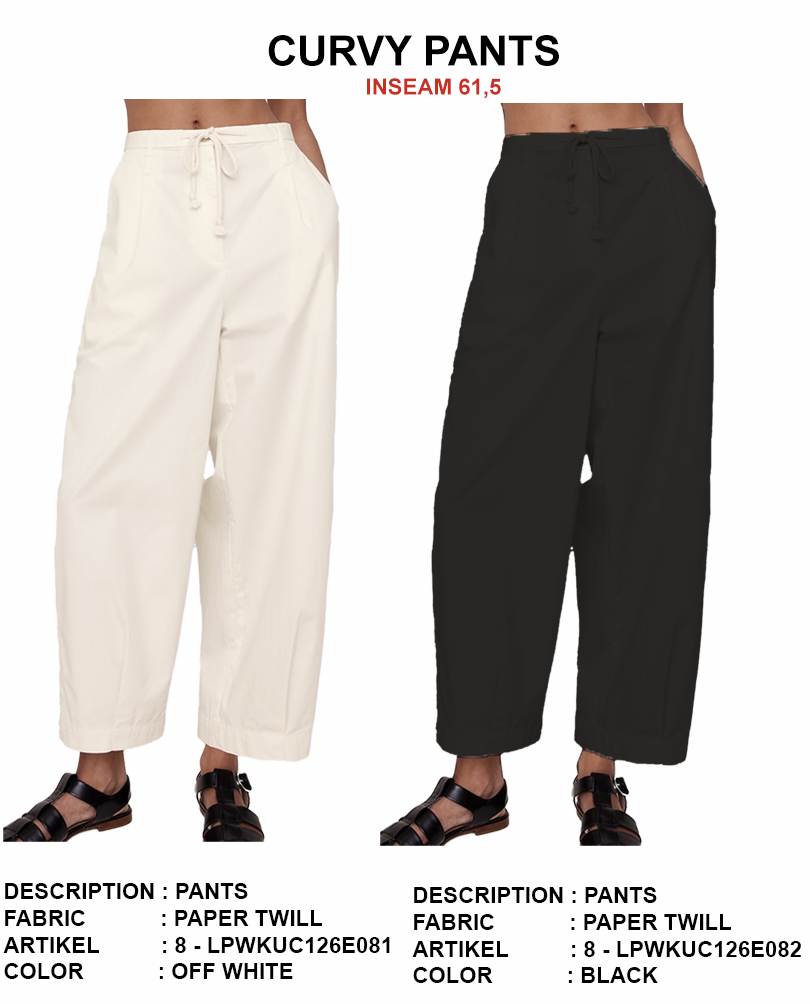 CURVY PANTS
INSEAM 61,5
DESCRIPTION : PANTS
FABRIC : PAPER TWILL
ARTIKEL : 8 - LPWKUC126E081
COLOR : OFF WHITE
DESCRIPTION : PANTS
FABRIC : PAPER TWILL
ARTIKEL : 8 - LPWKUC126E082
COLOR : BLACK